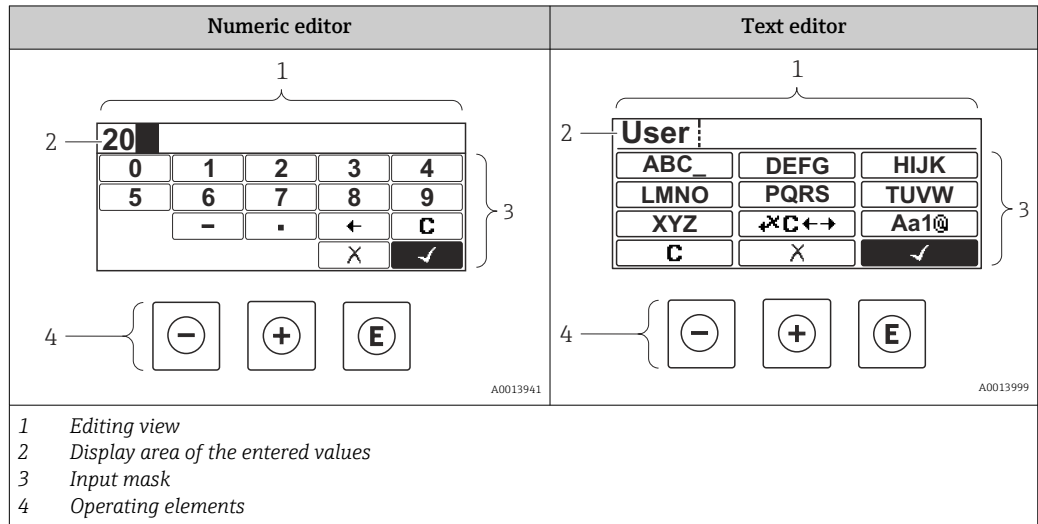 Numeric editor
Text editor
1
2
20
0 1 2 3 4
5 6 7 8 9
− . ← C
X ✓
3
4
− + E
A0013941
1
2
User
ABC_ DEFG HIJK
LMNO PQRS TUVW
XYZ ↶✕C←→ Aa1@
C X ✓
3
4
− + E
A0013999
1 Editing view
2 Display area of the entered values
3 Input mask
4 Operating elements